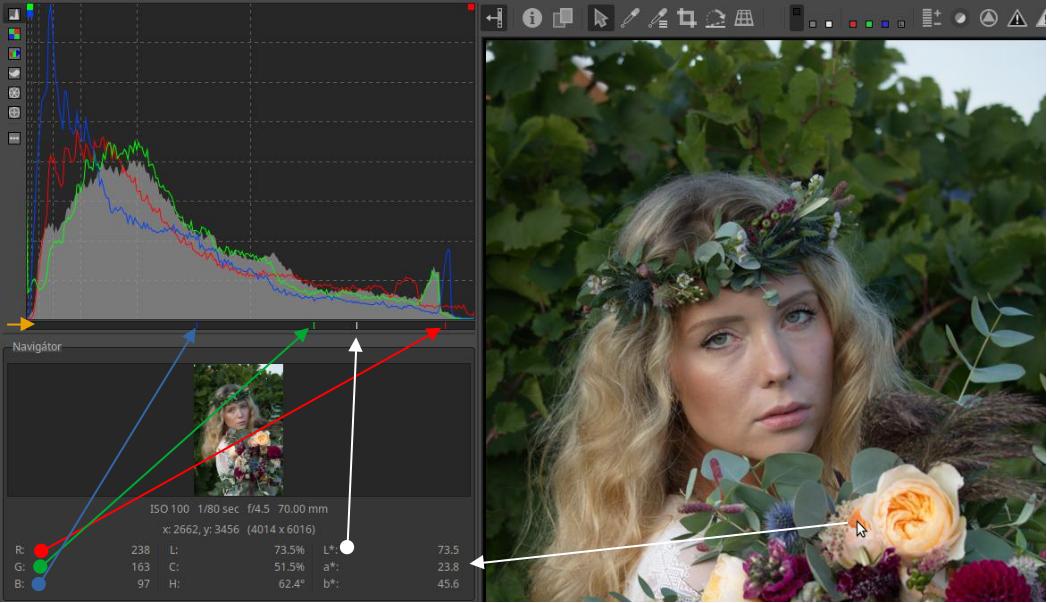 Navigátor
ISO 100 1/80 sec f/4.5 70.00 mm
x: 2662, y: 3456 (4014 x 6016)
R: 238 L: 73.5% L*: 73.5
G: 163 C: 51.5% a*: 23.8
B: 97 H: 62.4° b*: 45.6